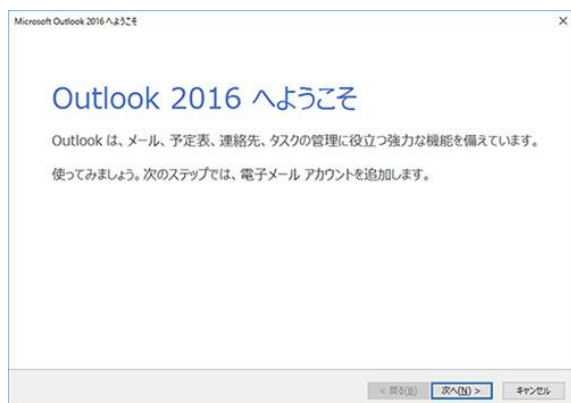 Microsoft Outlook 2016 へようこそ
Outlook 2016 へようこそ
Outlook は、メール、予定表、連絡先、タスクの管理に役立つ強力な機能を備えています。
使ってみましょう。次のステップでは、電子メール アカウントを追加します。
< 戻る(B) 次へ(N) > キャンセル